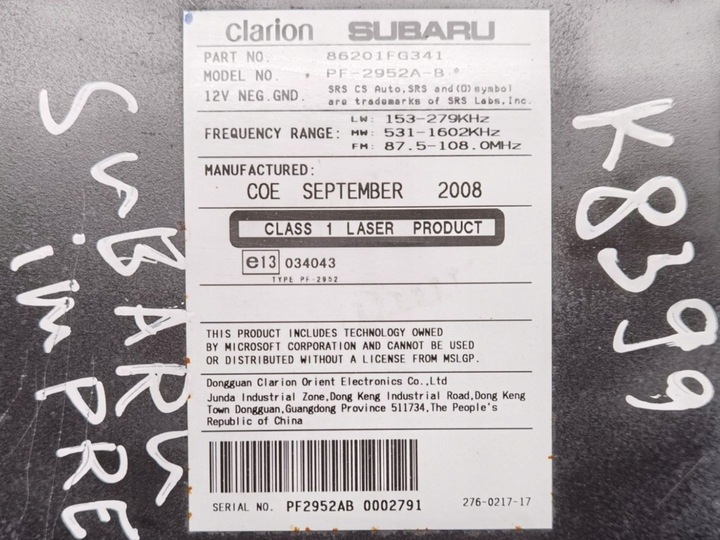 clarion SUBARU
PART NO. 86201FG341
MODEL NO. PF-2952A-B
12V NEG.GND. SRS CS Auto,SRS and(O)symbol
are trademarks of SRS Labs,Inc.
FREQUENCY RANGE: LW: 153-279KHz
MW: 531-1602KHz
FM: 87.5-108.0MHz
MANUFACTURED:
COE SEPTEMBER 2008
CLASS 1 LASER PRODUCT
e13 034043
TYPE PF-2952
THIS PRODUCT INCLUDES TECHNOLOGY OWNED
BY MICROSOFT CORPORATION AND CANNOT BE USED
OR DISTRIBUTED WITHOUT A LICENSE FROM MSLGP.
Dongguan Clarion Orient Electronics Co.,Ltd
Junda Industrial Zone,Dong Keng Industrial Road,Dong Keng
Town Dongguan,Guangdong Province 511734,The People's
Republic of China
SERIAL NO. PF2952AB 0002791
276-0217-17
SuBARu
iMPRE
K8399